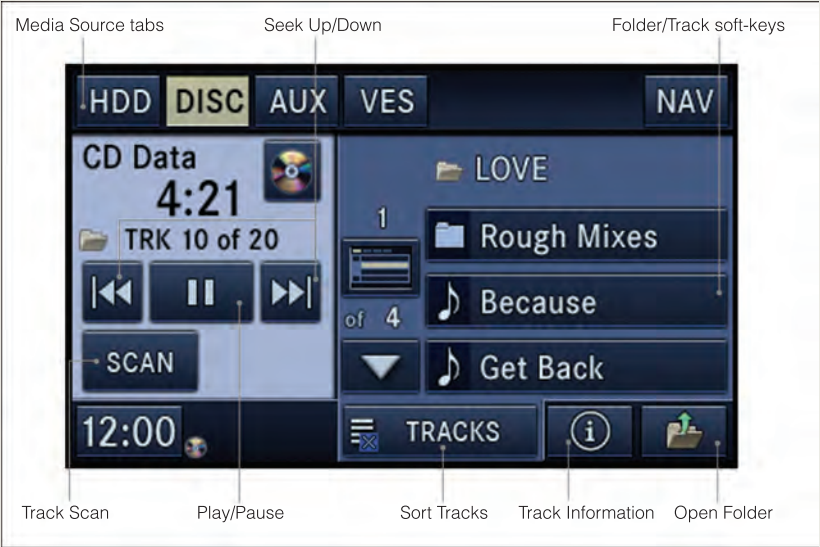 Media Source tabs
Seek Up/Down
Folder/Track soft-keys
HDD DISC AUX VES NAV
CD Data
4:21
TRK 10 of 20
SCAN
LOVE
1
of 4
Rough Mixes
Because
Get Back
12:00
TRACKS
i
Track Scan
Play/Pause
Sort Tracks
Track Information
Open Folder